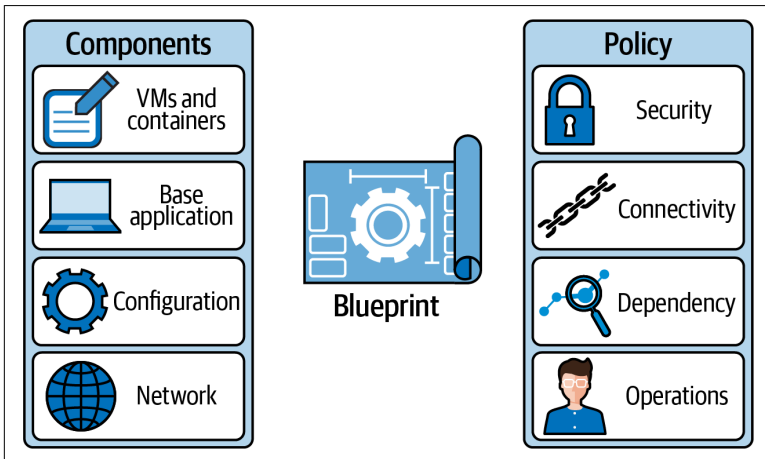 Components
VMs and
containers
Base
application
Configuration
Network
Blueprint
Policy
Security
Connectivity
Dependency
Operations